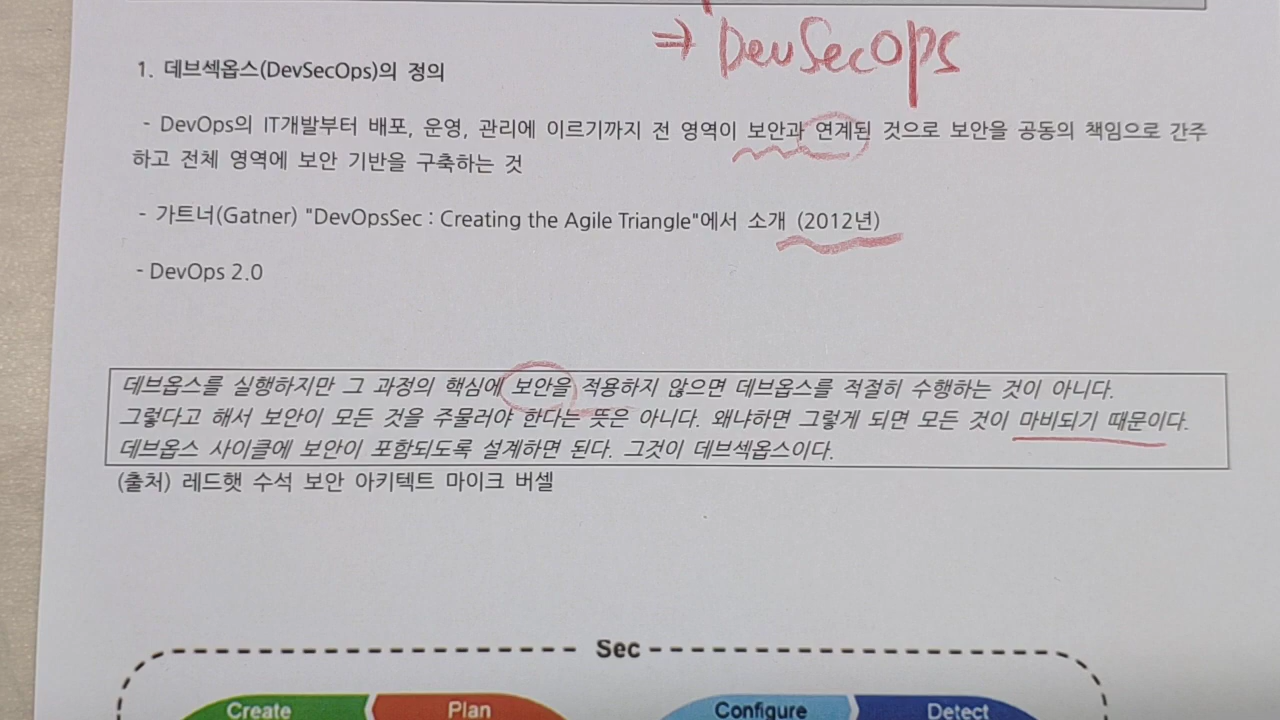 ⇒ DevSecOps
1. 데브섹옵스(DevSecOps)의 정의
- DevOps의 IT개발부터 배포, 운영, 관리에 이르기까지 전 영역이 보안과 연계된 것으로 보안을 공동의 책임으로 간주
하고 전체 영역에 보안 기반을 구축하는 것
- 가트너(Gatner) "DevOpsSec : Creating the Agile Triangle"에서 소개 (2012년)
- DevOps 2.0
데브옵스를 실행하지만 그 과정의 핵심에 보안을 적용하지 않으면 데브옵스를 적절히 수행하는 것이 아니다.
그렇다고 해서 보안이 모든 것을 주물러야 한다는 뜻은 아니다. 왜냐하면 그렇게 되면 모든 것이 마비되기 때문이다.
데브옵스 사이클에 보안이 포함되도록 설계하면 된다. 그것이 데브섹옵스이다.
(출처) 레드햇 수석 보안 아키텍트 마이크 버셀
Sec
Create Plan Configure Detect